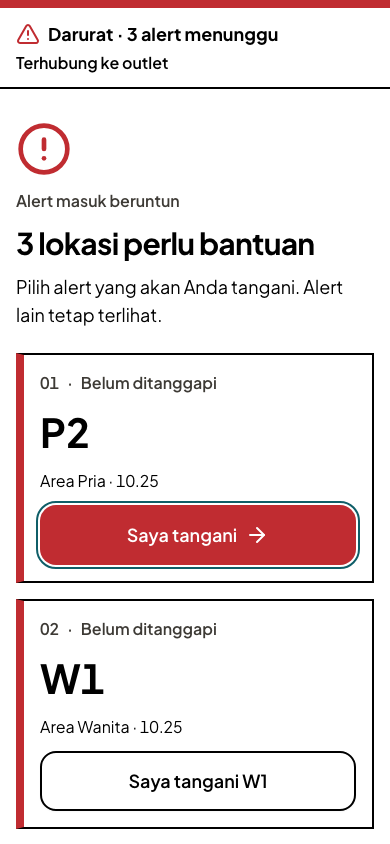 Darurat · 3 alert menunggu
Terhubung ke outlet
Alert masuk beruntun
3 lokasi perlu bantuan
Pilih alert yang akan Anda tangani. Alert
lain tetap terlihat.
01 · Belum ditanggapi
P2
Area Pria · 10.25
Saya tangani →
02 · Belum ditanggapi
W1
Area Wanita · 10.25
Saya tangani W1